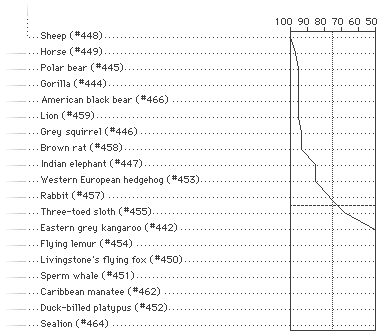 100 90 80 70 60 50
Sheep (#448)
Horse (#449)
Polar bear (#445)
Gorilla (#444)
American black bear (#466)
Lion (#459)
Grey squirrel (#446)
Brown rat (#458)
Indian elephant (#447)
Western European hedgehog (#453)
Rabbit (#457)
Three-toed sloth (#455)
Eastern grey kangaroo (#442)
Flying lemur (#454)
Livingstone's flying fox (#450)
Sperm whale (#451)
Caribbean manatee (#462)
Duck-billed platypus (#452)
Sealion (#464)